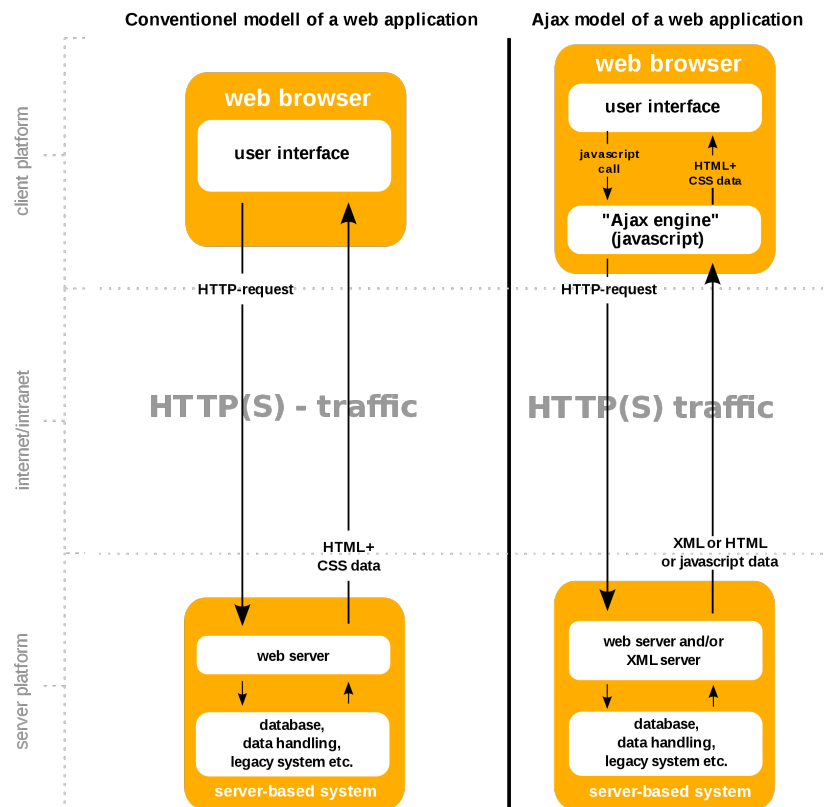 Conventionel modell of a web application
web browser
user interface
HTTP-request
HTTP(S) - traffic
HTML+
CSS data
web server
database,
data handling,
legacy system etc.
server-based system
Ajax model of a web application
web browser
user interface
javascript
call
HTML+
CSS data
"Ajax engine"
(javascript)
HTTP-request
HTTP(S) traffic
XML or HTML
or javascript data
web server and/or
XML server
database,
data handling,
legacy system etc.
server-based system
client platform
internet/intranet
server platform